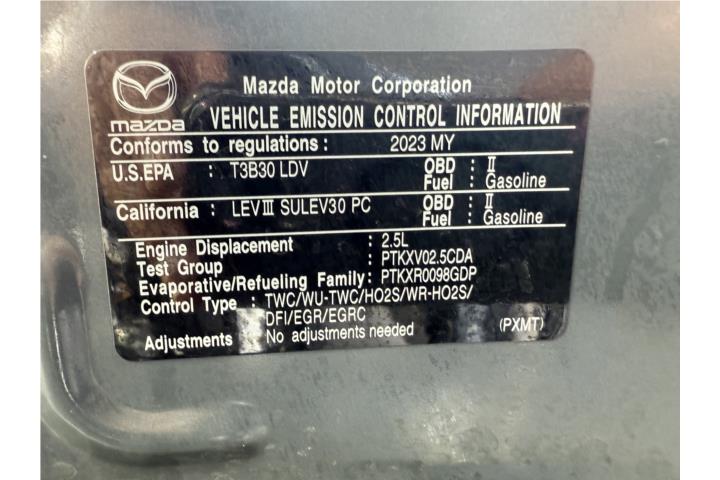 Mazda Motor Corporation
mazda VEHICLE EMISSION CONTROL INFORMATION
Conforms to regulations : 2023 MY
U.S.EPA : T3B30 LDV OBD : II
Fuel : Gasoline
California : LEVIII SULEV30 PC OBD : II
Fuel : Gasoline
Engine Displacement : 2.5L
Test Group : PTKXV02.5CDA
Evaporative/Refueling Family: PTKXR0098GDP
Control Type : TWC/WU-TWC/HO2S/WR-HO2S/
DFI/EGR/EGRC
Adjustments : No adjustments needed (PXMT)